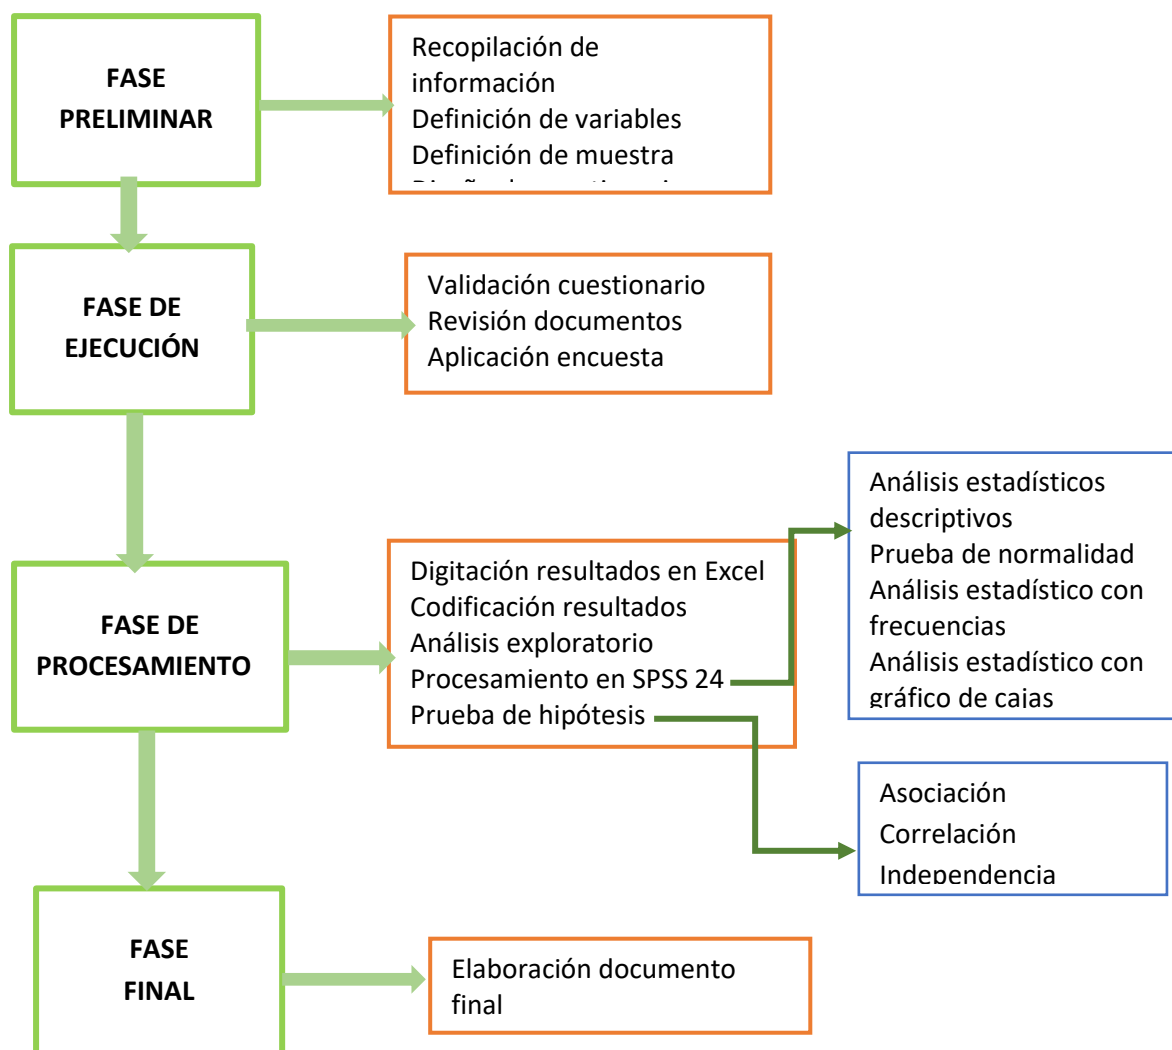 FASE
PRELIMINAR
Recopilación de
información
Definición de variables
Definición de muestra
FASE DE
EJECUCIÓN
Validación cuestionario
Revisión documentos
Aplicación encuesta
FASE DE
PROCESAMIENTO
Digitación resultados en Excel
Codificación resultados
Análisis exploratorio
Procesamiento en SPSS 24
Prueba de hipótesis
Análisis estadísticos
descriptivos
Prueba de normalidad
Análisis estadístico con
frecuencias
Análisis estadístico con
gráfico de cajas
Asociación
Correlación
Independencia
FASE
FINAL
Elaboración documento
final